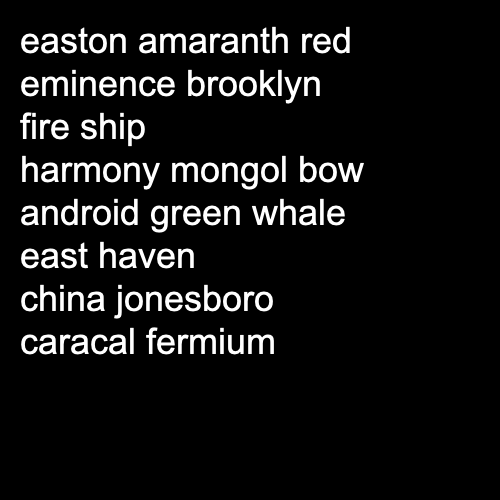 easton amaranth red
eminence brooklyn
fire ship
harmony mongol bow
android green whale
east haven
china jonesboro
caracal fermium